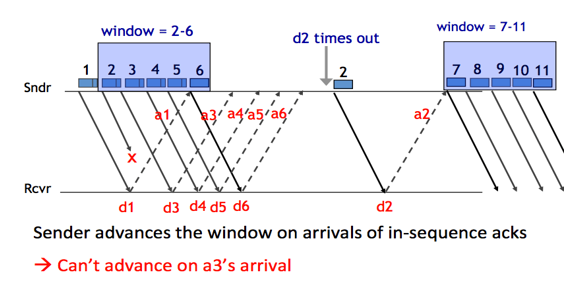 window = 2-6
window = 7-11
d2 times out
1 2 3 4 5 6 2 7 8 9 10 11
Sndr
a1 a3 a4 a5 a6 a2
x
Rcvr
d1 d3 d4 d5 d6 d2
Sender advances the window on arrivals of in-sequence acks
→ Can't advance on a3's arrival